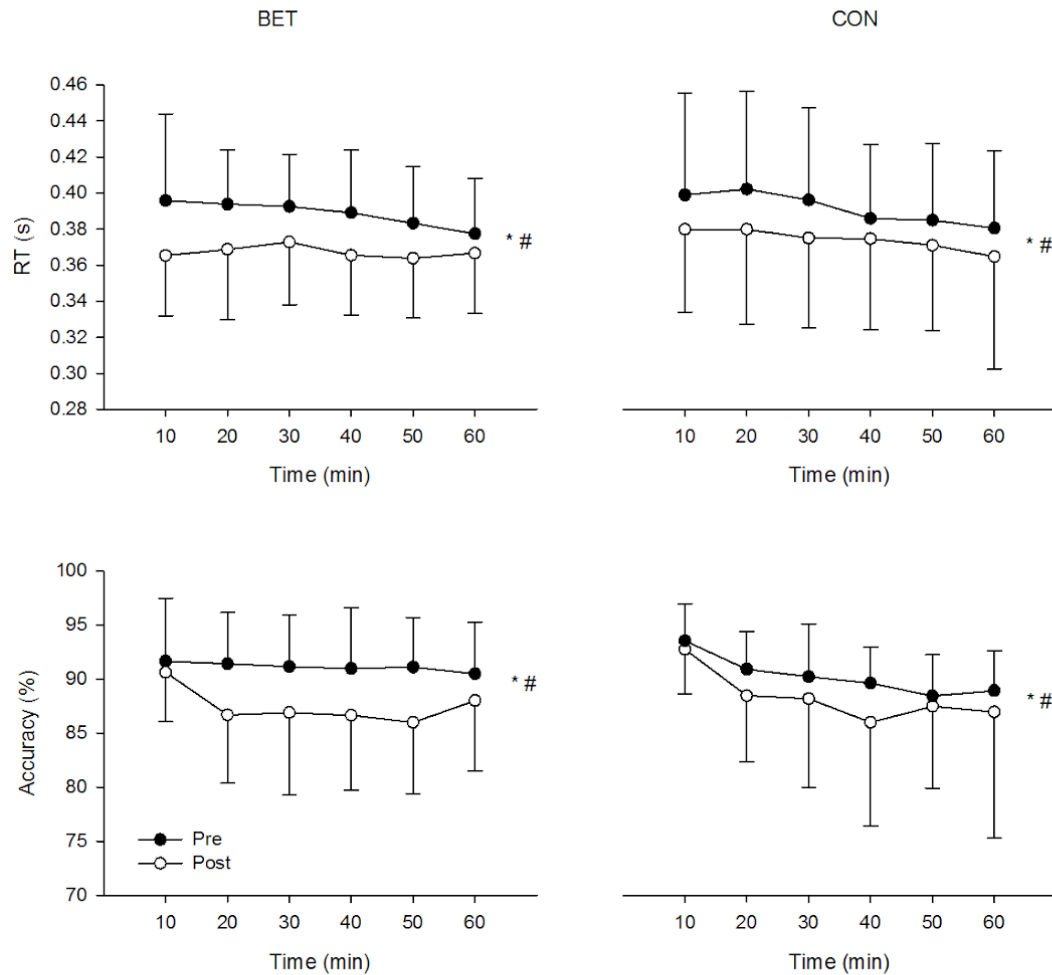 BET
CON
RT (s)
0.46
0.44
0.42
0.40
0.38
0.36
0.34
0.32
0.30
0.28
* #
* #
10 20 30 40 50 60
10 20 30 40 50 60
Time (min)
Time (min)
Accuracy (%)
100
95
90
85
80
75
70
* #
* #
Pre
Post
10 20 30 40 50 60
10 20 30 40 50 60
Time (min)
Time (min)